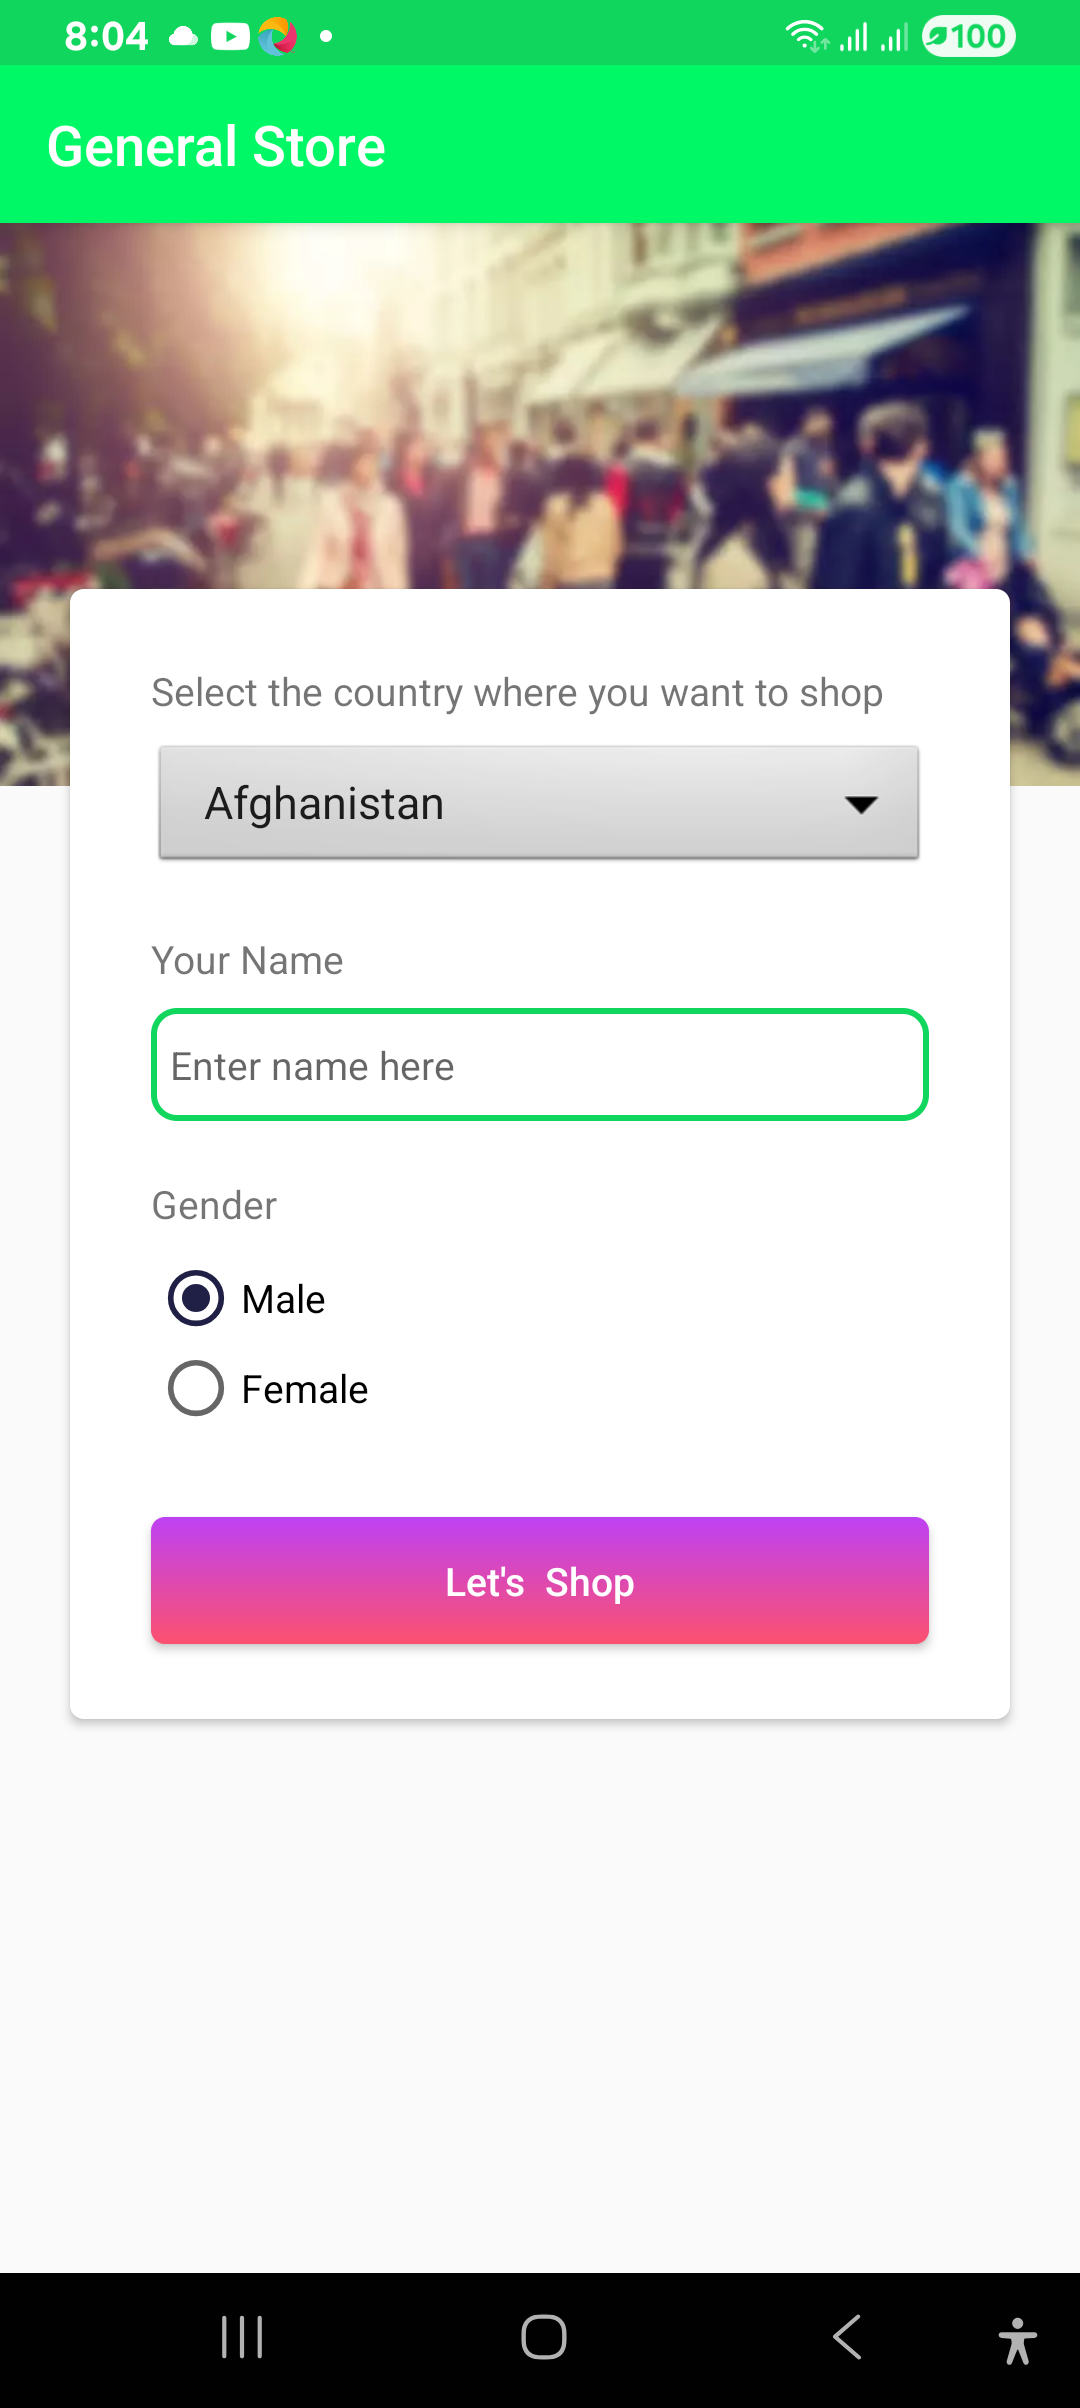 8:04
100
General Store
Select the country where you want to shop
Afghanistan
Your Name
Enter name here
Gender
Male
Female
Let's Shop